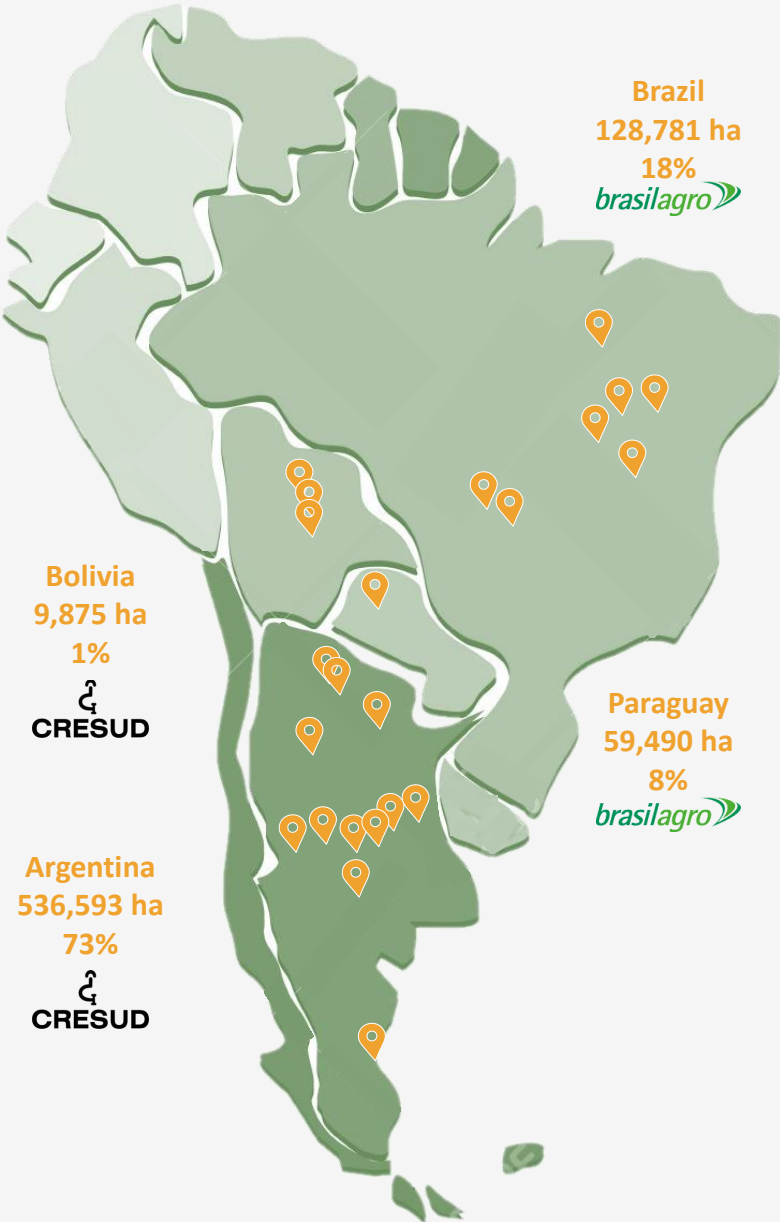 Brazil
128,781 ha
18%
brasilagro
Bolivia
9,875 ha
1%
CRESUD
Paraguay
59,490 ha
8%
brasilagro
Argentina
536,593 ha
73%
CRESUD